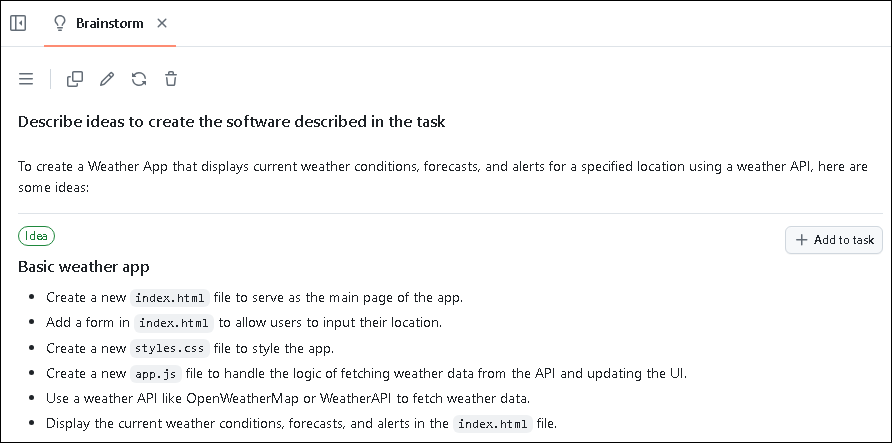 Brainstorm
Describe ideas to create the software described in the task
To create a Weather App that displays current weather conditions, forecasts, and alerts for a specified location using a weather API, here are
some ideas:
Idea
Add to task
Basic weather app
• Create a new index.html file to serve as the main page of the app.
• Add a form in index.html to allow users to input their location.
• Create a new styles.css file to style the app.
• Create a new app.js file to handle the logic of fetching weather data from the API and updating the UI.
• Use a weather API like OpenWeatherMap or WeatherAPI to fetch weather data.
• Display the current weather conditions, forecasts, and alerts in the index.html file.